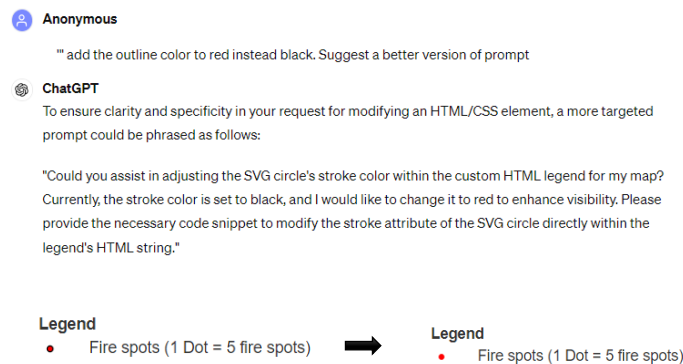 Anonymous
"' add the outline color to red instead black. Suggest a better version of prompt
ChatGPT
To ensure clarity and specificity in your request for modifying an HTML/CSS element, a more targeted
prompt could be phrased as follows:
"Could you assist in adjusting the SVG circle's stroke color within the custom HTML legend for my map?
Currently, the stroke color is set to black, and I would like to change it to red to enhance visibility. Please
provide the necessary code snippet to modify the stroke attribute of the SVG circle directly within the
legend's HTML string."
Legend
Fire spots (1 Dot = 5 fire spots)
Legend
Fire spots (1 Dot = 5 fire spots)